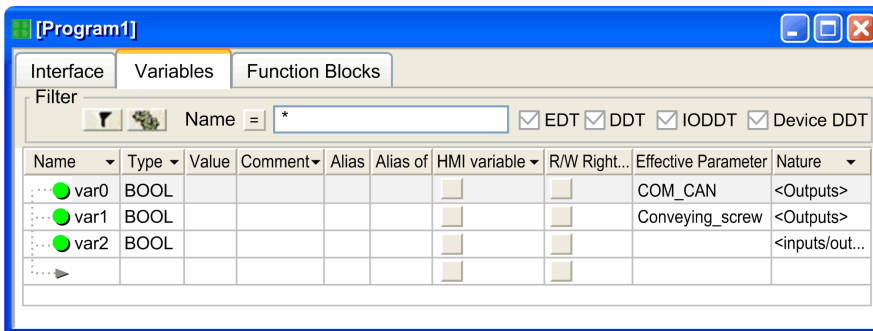 [Program1]
Interface Variables Function Blocks
Filter
Name = * EDT DDT IODDT Device DDT
Name Type Value Comment Alias Alias of HMI variable R/W Right... Effective Parameter Nature
var0 BOOL COM_CAN <Outputs>
var1 BOOL Conveying_screw <Outputs>
var2 BOOL <inputs/out...